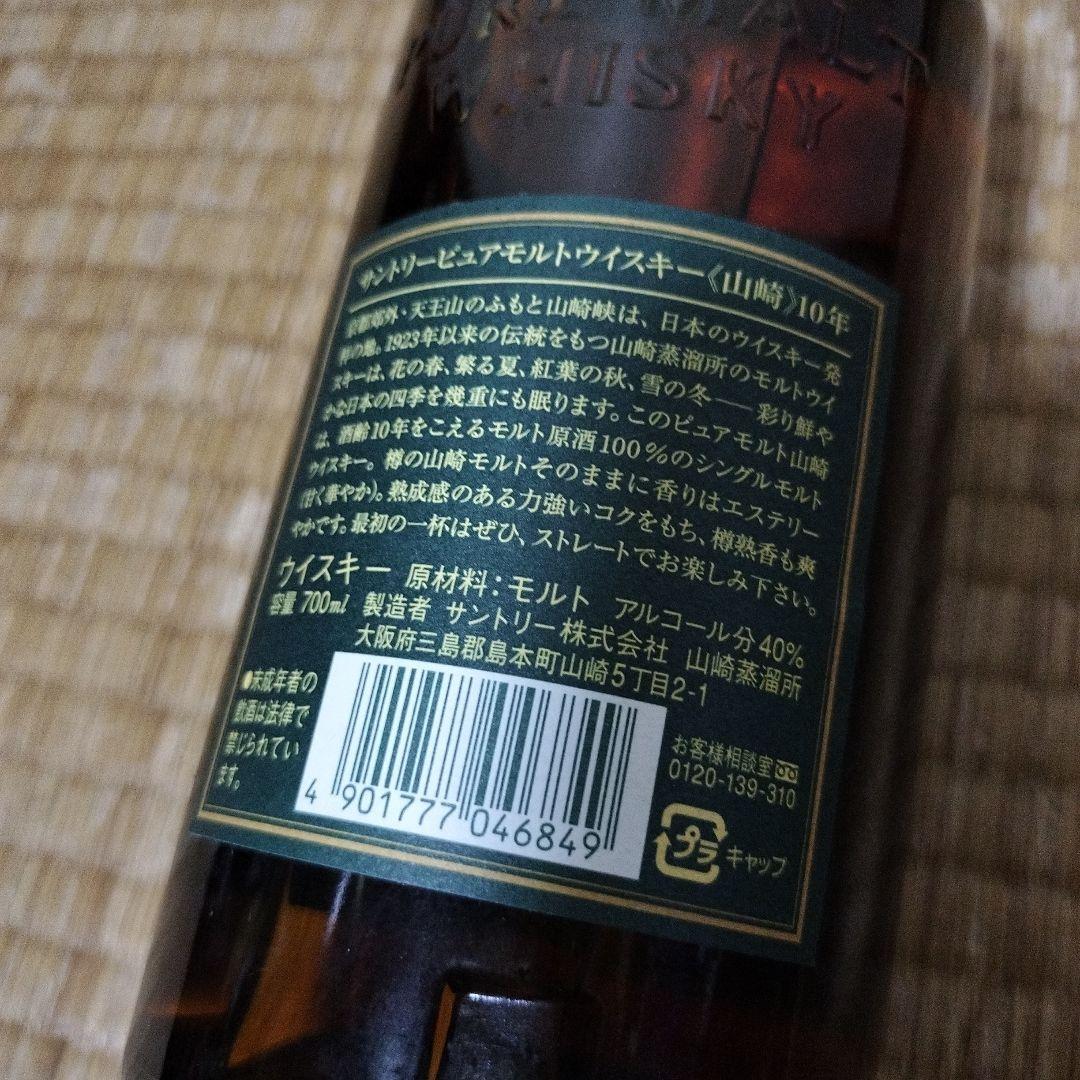 PURE MALT
WHISKY
サントリーピュアモルトウイスキー《山崎》10年
京都郊外・天王山のふもと山崎峡は、日本のウイスキー発
祥の地。1923年以来の伝統をもつ山崎蒸溜所のモルトウイ
スキーは、花の春、繁る夏、紅葉の秋、雪の冬── 彩り鮮や
かな日本の四季を幾重にも眠ります。このピュアモルト山崎
は、酒齢10年をこえるモルト原酒100%のシングルモルト
ウイスキー。樽の山崎モルトそのままに香りはエステリー
(甘く華やか)。熟成感のある力強いコクをもち、樽熟香も爽
やかです。最初の一杯はぜひ、ストレートでお楽しみ下さい。
ウイスキー 原材料:モルト アルコール分40%
容量 700ml 製造者 サントリー株式会社 山崎蒸溜所
大阪府三島郡島本町山崎5丁目2-1
●未成年者の
飲酒は法律で
禁じられてい
ます。
お客様相談室
0120-139-310
4 901777 046849
プラ キャップ